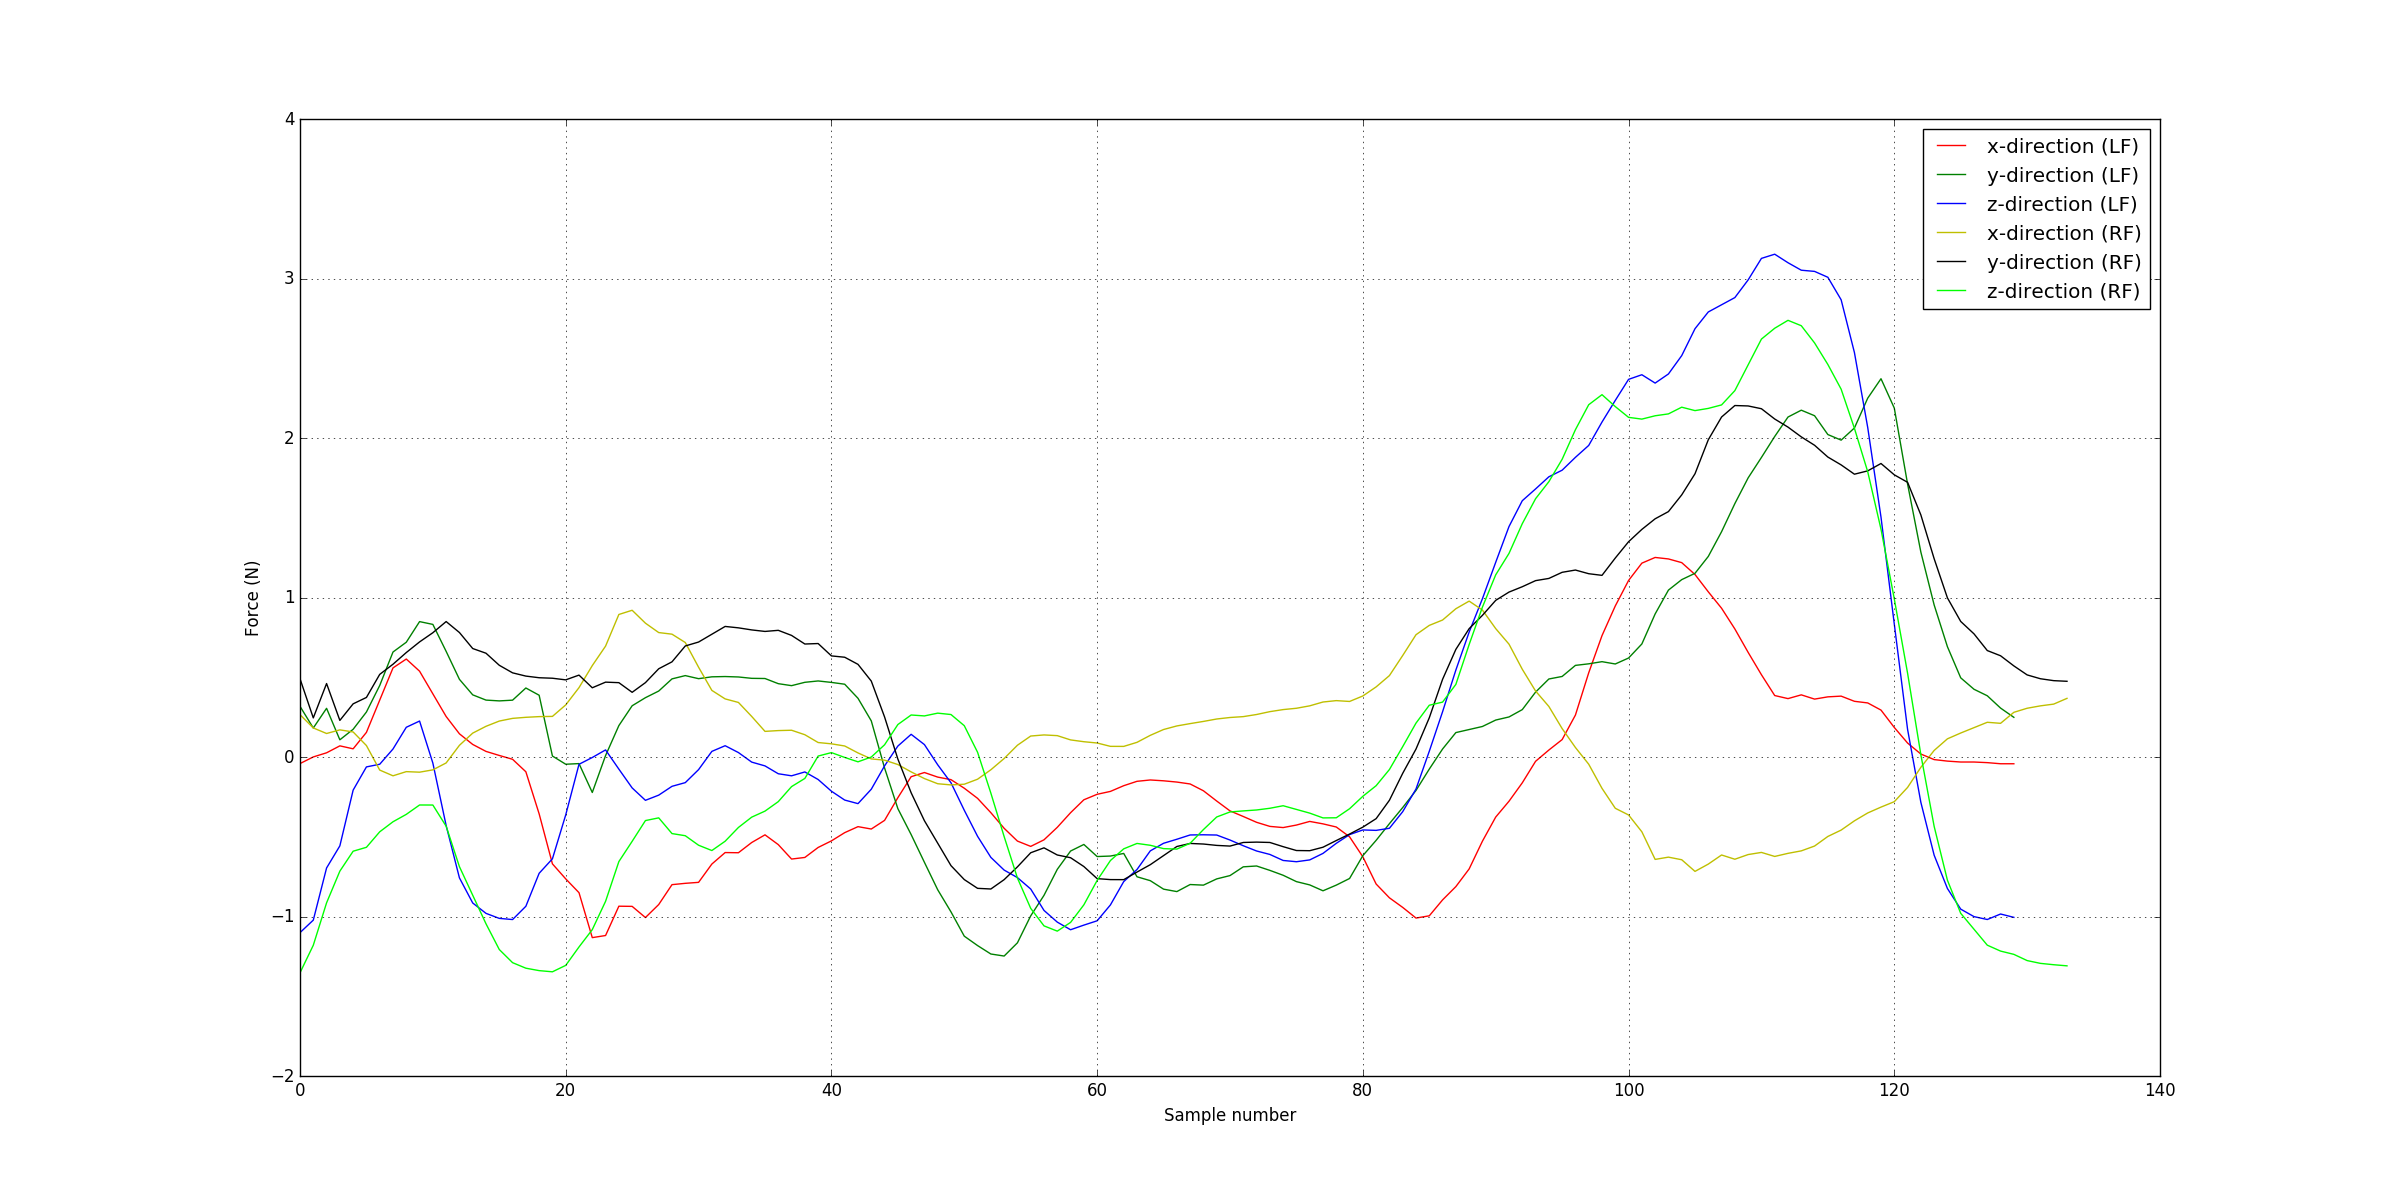 4
3
2
1
0
−1
−2
Force (N)
x-direction (LF)
y-direction (LF)
z-direction (LF)
x-direction (RF)
y-direction (RF)
z-direction (RF)
0 20 40 60 80 100 120 140
Sample number